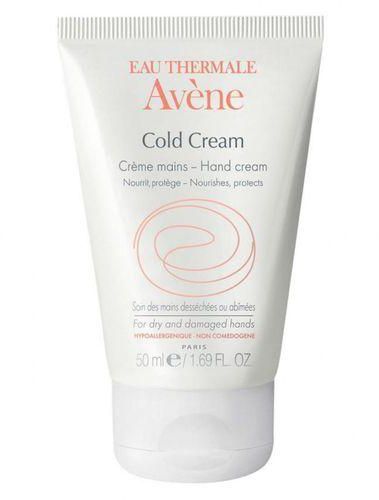 EAU THERMALE
Avène
Cold Cream
Crème mains – Hand cream
Nourrit, protège – Nourishes, protects
Soin des mains desséchées ou abîmées
For dry and damaged hands
HYPOALLERGENIQUE - NON COMEDOGENE
PARIS
50 ml ℮ / 1.69 FL. OZ.